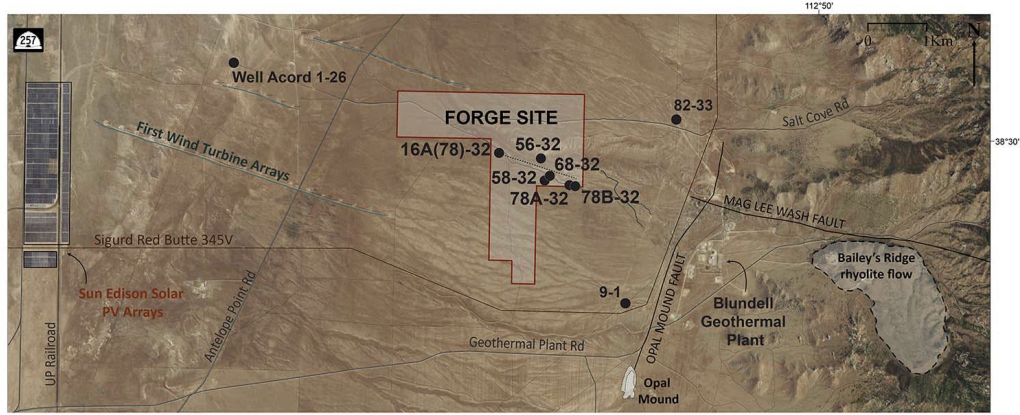 112°50'
257
0 1Km
N
Well Acord 1-26
FORGE SITE
82-33
Salt Cove Rd
38°30'
First Wind Turbine Arrays
16A(78)-32
56-32
68-32
58-32
78A-32
78B-32
MAG LEE WASH FAULT
Sigurd Red Butte 345V
Bailey's Ridge
rhyolite flow
Sun Edison Solar
PV Arrays
Antelope Point Rd
9-1
OPAL MOUND FAULT
Blundell
Geothermal
Plant
UP Railroad
Geothermal Plant Rd
Opal
Mound